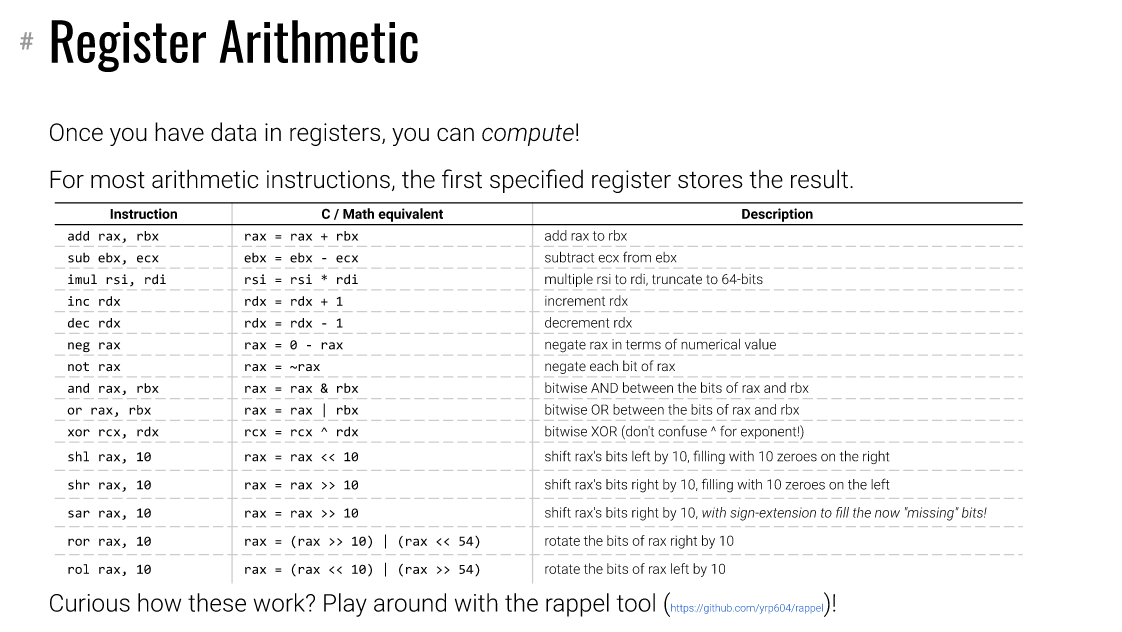 # Register Arithmetic
Once you have data in registers, you can compute!
For most arithmetic instructions, the first specified register stores the result.
Instruction C / Math equivalent Description
add rax, rbx rax = rax + rbx add rax to rbx
sub ebx, ecx ebx = ebx - ecx subtract ecx from ebx
imul rsi, rdi rsi = rsi * rdi multiple rsi to rdi, truncate to 64-bits
inc rdx rdx = rdx + 1 increment rdx
dec rdx rdx = rdx - 1 decrement rdx
neg rax rax = 0 - rax negate rax in terms of numerical value
not rax rax = ~rax negate each bit of rax
and rax, rbx rax = rax & rbx bitwise AND between the bits of rax and rbx
or rax, rbx rax = rax | rbx bitwise OR between the bits of rax and rbx
xor rcx, rdx rcx = rcx ^ rdx bitwise XOR (don't confuse ^ for exponent!)
shl rax, 10 rax = rax << 10 shift rax's bits left by 10, filling with 10 zeroes on the right
shr rax, 10 rax = rax >> 10 shift rax's bits right by 10, filling with 10 zeroes on the left
sar rax, 10 rax = rax >> 10 shift rax's bits right by 10, with sign-extension to fill the now "missing" bits!
ror rax, 10 rax = (rax >> 10) | (rax << 54) rotate the bits of rax right by 10
rol rax, 10 rax = (rax << 10) | (rax >> 54) rotate the bits of rax left by 10
Curious how these work? Play around with the rappel tool (https://github.com/yrp604/rappel)!